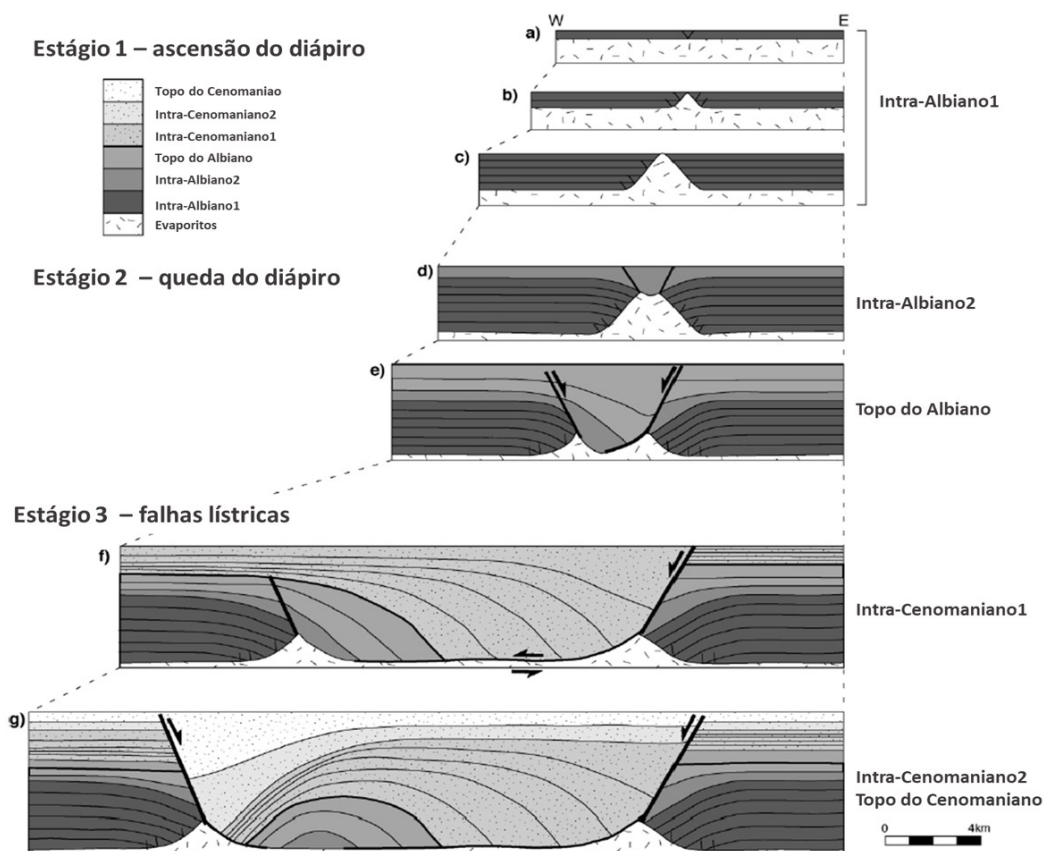 W E
Estágio 1 – ascensão do diápiro
a)
Topo do Cenomaniao
Intra-Cenomaniano2
Intra-Cenomaniano1
Topo do Albiano
Intra-Albiano2
Intra-Albiano1
Evaporitos
b)
Intra-Albiano1
c)
Estágio 2 – queda do diápiro
d)
Intra-Albiano2
e)
Topo do Albiano
Estágio 3 – falhas lístricas
f)
Intra-Cenomaniano1
g)
Intra-Cenomaniano2
Topo do Cenomaniano
0 4km